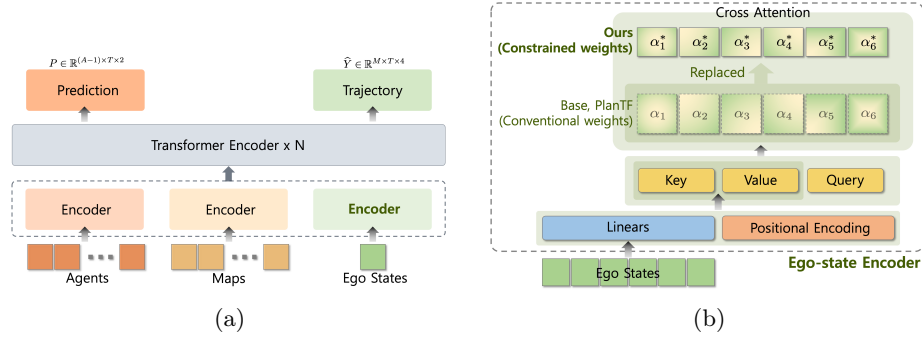 P ∈ ℝ^{(A−1)×T×2}
Prediction
Ŷ ∈ ℝ^{M×T×4}
Trajectory
Transformer Encoder x N
Encoder
Encoder
Encoder
Agents
Maps
Ego States
(a)
Cross Attention
Ours
(Constrained weights)
α₁* α₂* α₃* α₄* α₅* α₆*
Replaced
Base, PlanTF
(Conventional weights)
α₁ α₂ α₃ α₄ α₅ α₆
Key Value Query
Linears Positional Encoding
Ego-state Encoder
Ego States
(b)